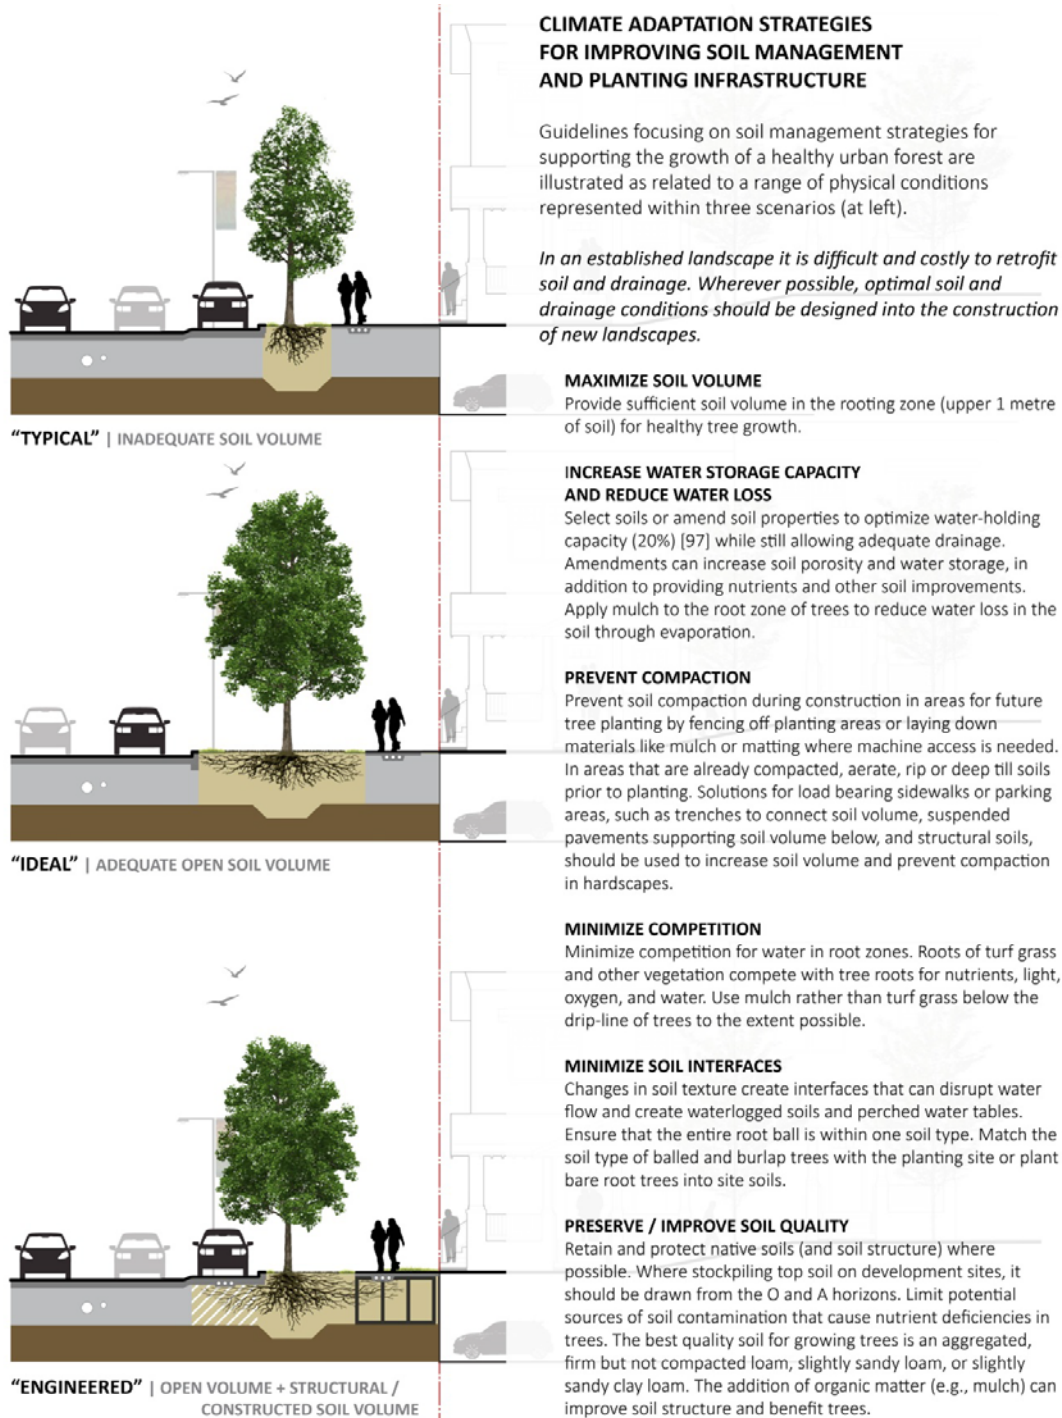 CLIMATE ADAPTATION STRATEGIES
FOR IMPROVING SOIL MANAGEMENT
AND PLANTING INFRASTRUCTURE
Guidelines focusing on soil management strategies for
supporting the growth of a healthy urban forest are
illustrated as related to a range of physical conditions
represented within three scenarios (at left).
In an established landscape it is difficult and costly to retrofit
soil and drainage. Wherever possible, optimal soil and
drainage conditions should be designed into the construction
of new landscapes.
MAXIMIZE SOIL VOLUME
Provide sufficient soil volume in the rooting zone (upper 1 metre
of soil) for healthy tree growth.
INCREASE WATER STORAGE CAPACITY
AND REDUCE WATER LOSS
Select soils or amend soil properties to optimize water-holding
capacity (20%) [97] while still allowing adequate drainage.
Amendments can increase soil porosity and water storage, in
addition to providing nutrients and other soil improvements.
Apply mulch to the root zone of trees to reduce water loss in the
soil through evaporation.
PREVENT COMPACTION
Prevent soil compaction during construction in areas for future
tree planting by fencing off planting areas or laying down
materials like mulch or matting where machine access is needed.
In areas that are already compacted, aerate, rip or deep till soils
prior to planting. Solutions for load bearing sidewalks or parking
areas, such as trenches to connect soil volume, suspended
pavements supporting soil volume below, and structural soils,
should be used to increase soil volume and prevent compaction
in hardscapes.
MINIMIZE COMPETITION
Minimize competition for water in root zones. Roots of turf grass
and other vegetation compete with tree roots for nutrients, light,
oxygen, and water. Use mulch rather than turf grass below the
drip-line of trees to the extent possible.
MINIMIZE SOIL INTERFACES
Changes in soil texture create interfaces that can disrupt water
flow and create waterlogged soils and perched water tables.
Ensure that the entire root ball is within one soil type. Match the
soil type of balled and burlap trees with the planting site or plant
bare root trees into site soils.
PRESERVE / IMPROVE SOIL QUALITY
Retain and protect native soils (and soil structure) where
possible. Where stockpiling top soil on development sites, it
should be drawn from the O and A horizons. Limit potential
sources of soil contamination that cause nutrient deficiencies in
trees. The best quality soil for growing trees is an aggregated,
firm but not compacted loam, slightly sandy loam, or slightly
sandy clay loam. The addition of organic matter (e.g., mulch) can
improve soil structure and benefit trees.
“TYPICAL” | INADEQUATE SOIL VOLUME
“IDEAL” | ADEQUATE OPEN SOIL VOLUME
“ENGINEERED” | OPEN VOLUME + STRUCTURAL /
CONSTRUCTED SOIL VOLUME